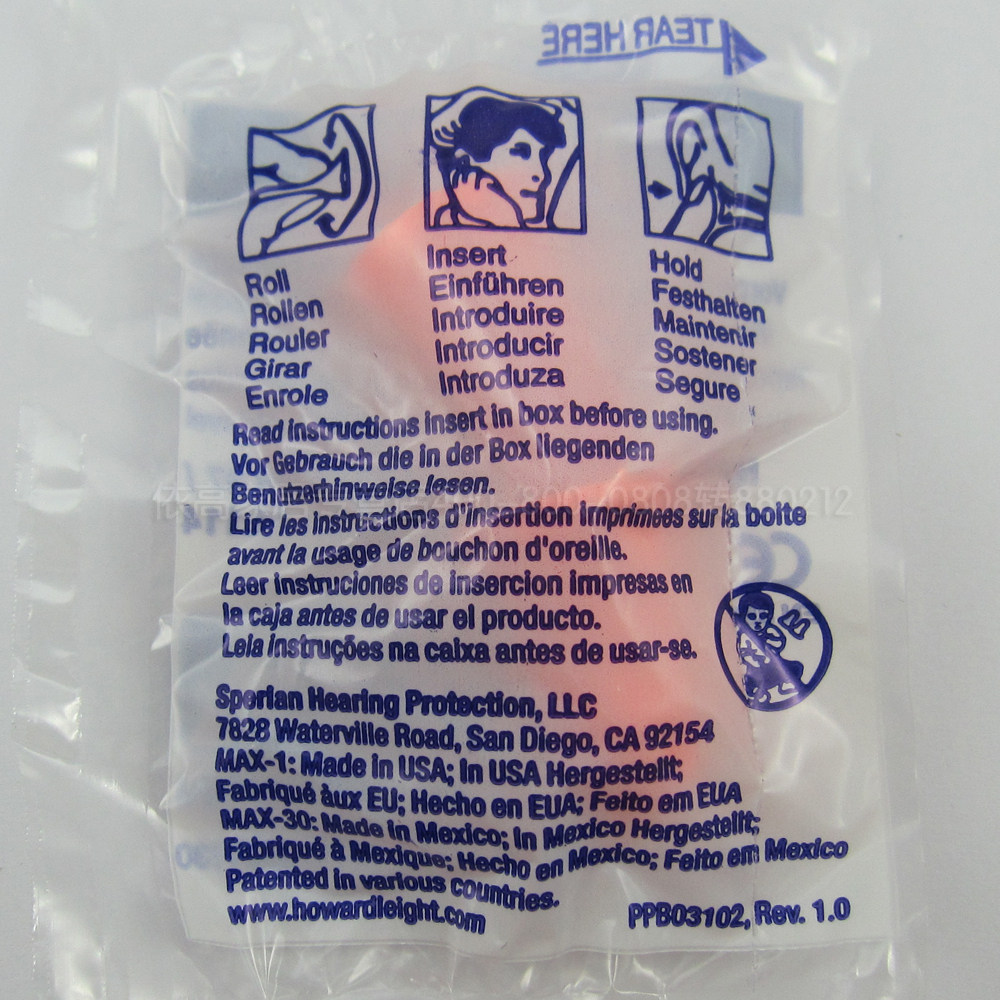 TEAR HERE
Roll
Rollen
Rouler
Girar
Enrole
Insert
Einführen
Introduire
Introducir
Introduza
Hold
Festhalten
Maintenir
Sostener
Segure
Read instructions insert in box before using.
Vor Gebrauch die in der Box liegenden
Benutzerhinweise lesen.
Lire les instructions d'insertion imprimees sur la boite
avant la usage de bouchon d'oreille.
Leer instruciones de insercion impresas en
la caja antes de usar el producto.
Leia instruções na caixa antes de usar-se.
Sperian Hearing Protection, LLC
7828 Waterville Road, San Diego, CA 92154
MAX-1: Made in USA; In USA Hergestellt;
Fabriqué àux EU; Hecho en EUA; Feito em EUA
MAX-30: Made in Mexico; In Mexico Hergestellt;
Fabriqué à Mexique; Hecho en Mexico; Feito em Mexico
Patented in various countries.
www.howardleight.com
PPB03102, Rev. 1.0